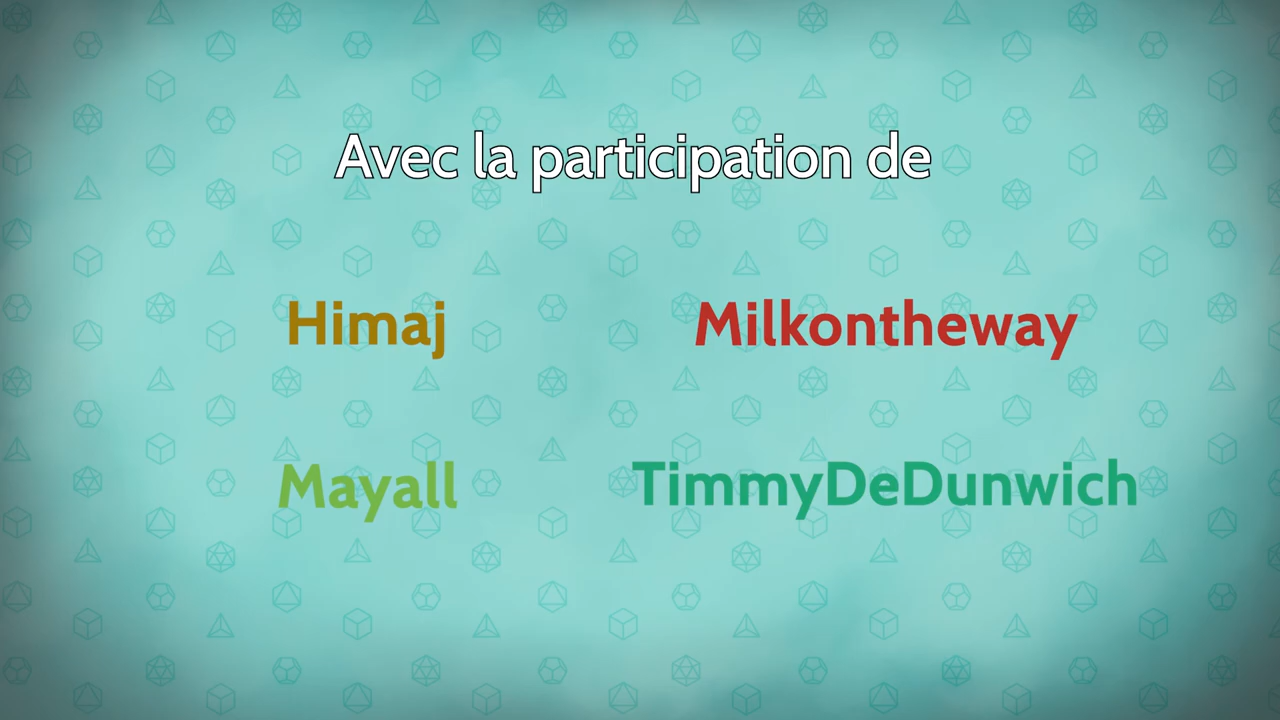 Avec la participation de
Himaj
Milkontheway
Mayall
TimmyDeDunwich